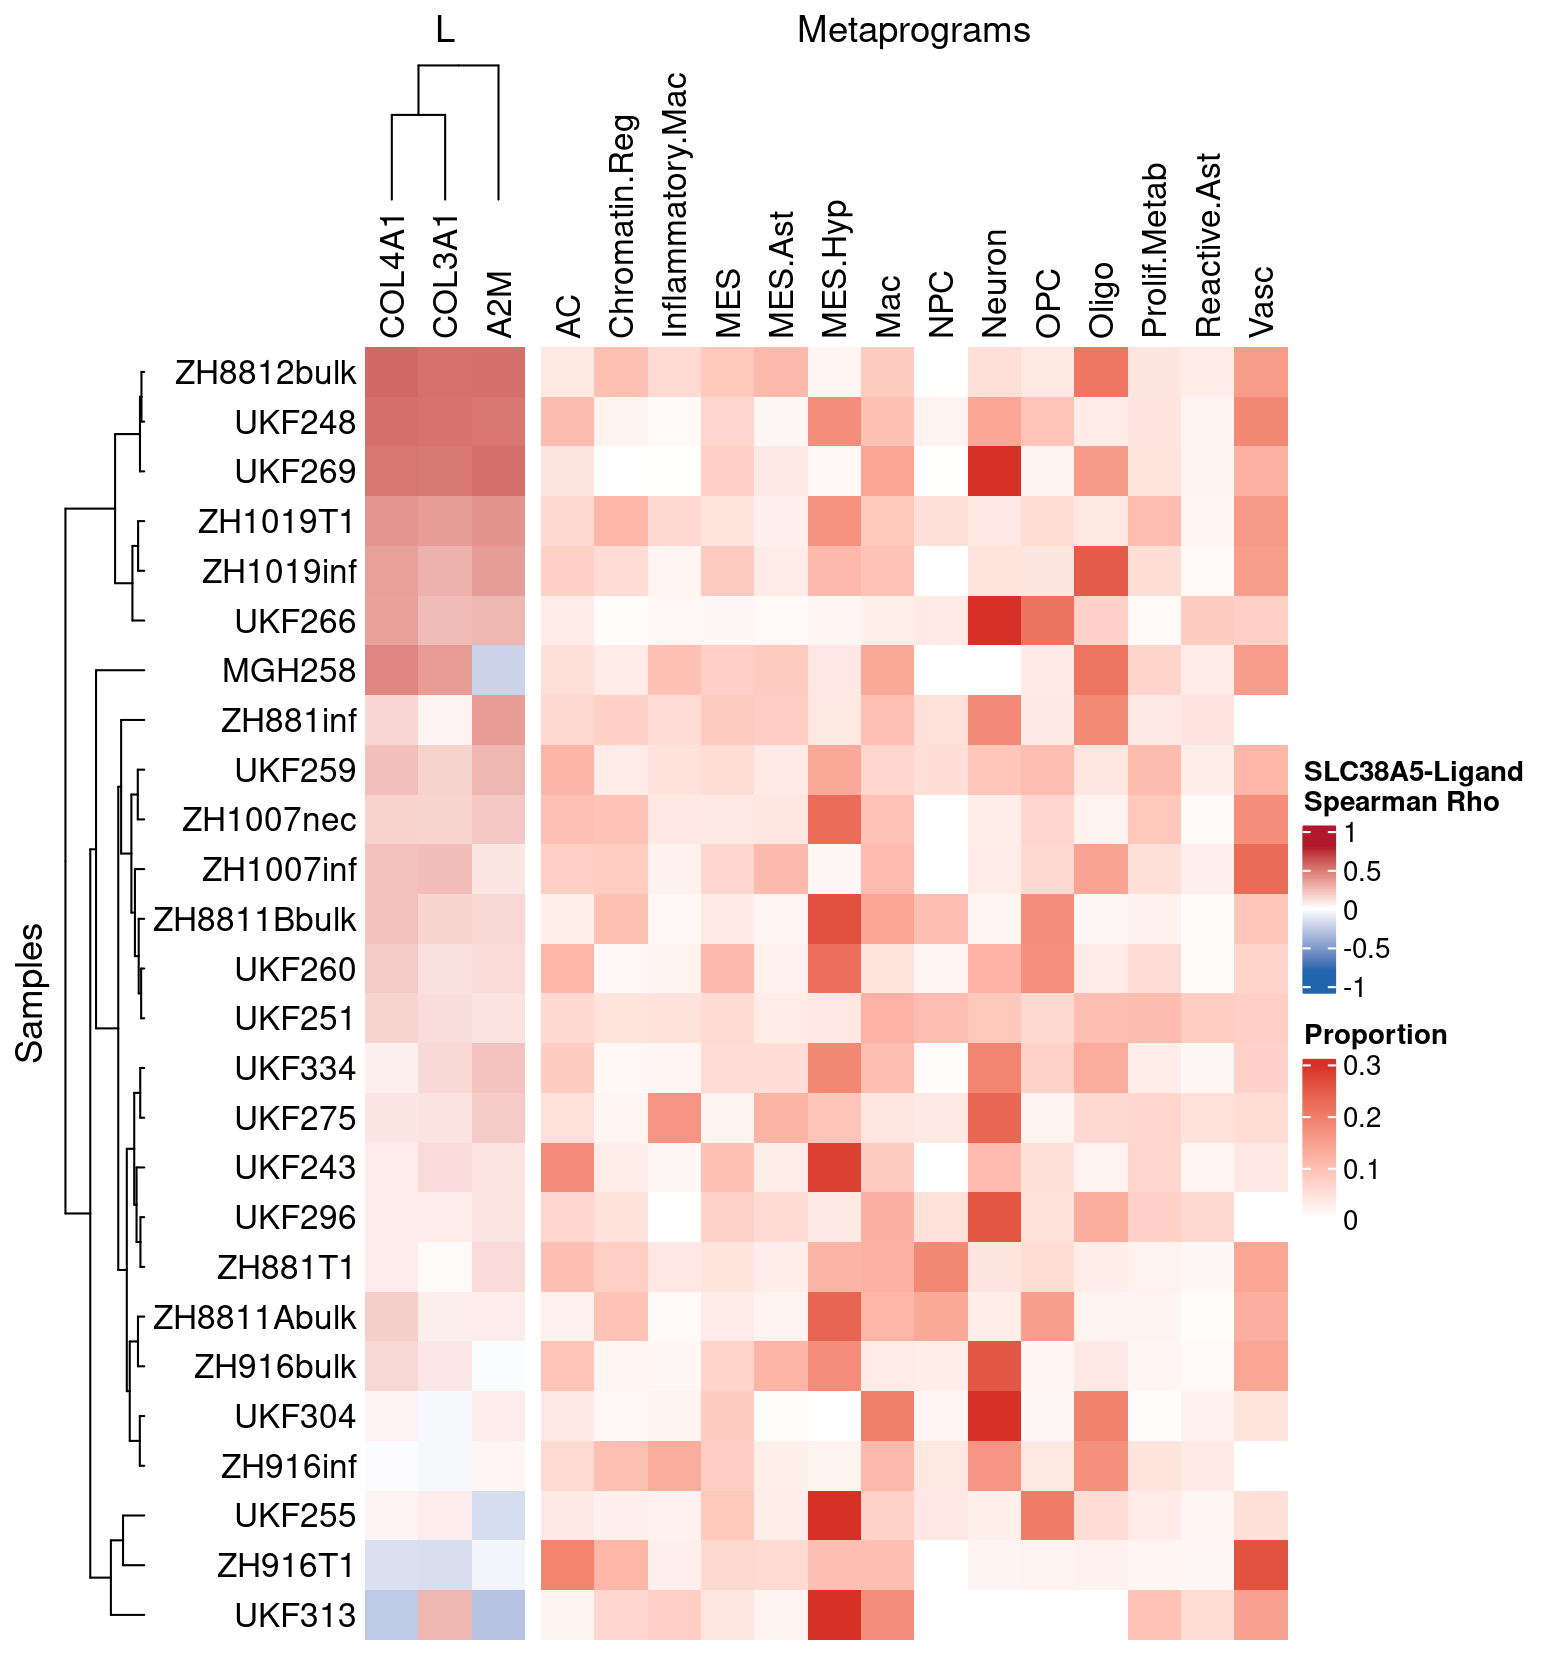 L
Metaprograms
COL4A1
COL3A1
A2M
AC
Chromatin.Reg
Inflammatory.Mac
MES
MES.Ast
MES.Hyp
Mac
NPC
Neuron
OPC
Oligo
Prolif.Metab
Reactive.Ast
Vasc
Samples
ZH8812bulk
UKF248
UKF269
ZH1019T1
ZH1019inf
UKF266
MGH258
ZH881inf
UKF259
ZH1007nec
ZH1007inf
ZH8811Bbulk
UKF260
UKF251
UKF334
UKF275
UKF243
UKF296
ZH881T1
ZH8811Abulk
ZH916bulk
UKF304
ZH916inf
UKF255
ZH916T1
UKF313
SLC38A5-Ligand
Spearman Rho
1
0.5
0
-0.5
-1
Proportion
0.3
0.2
0.1
0